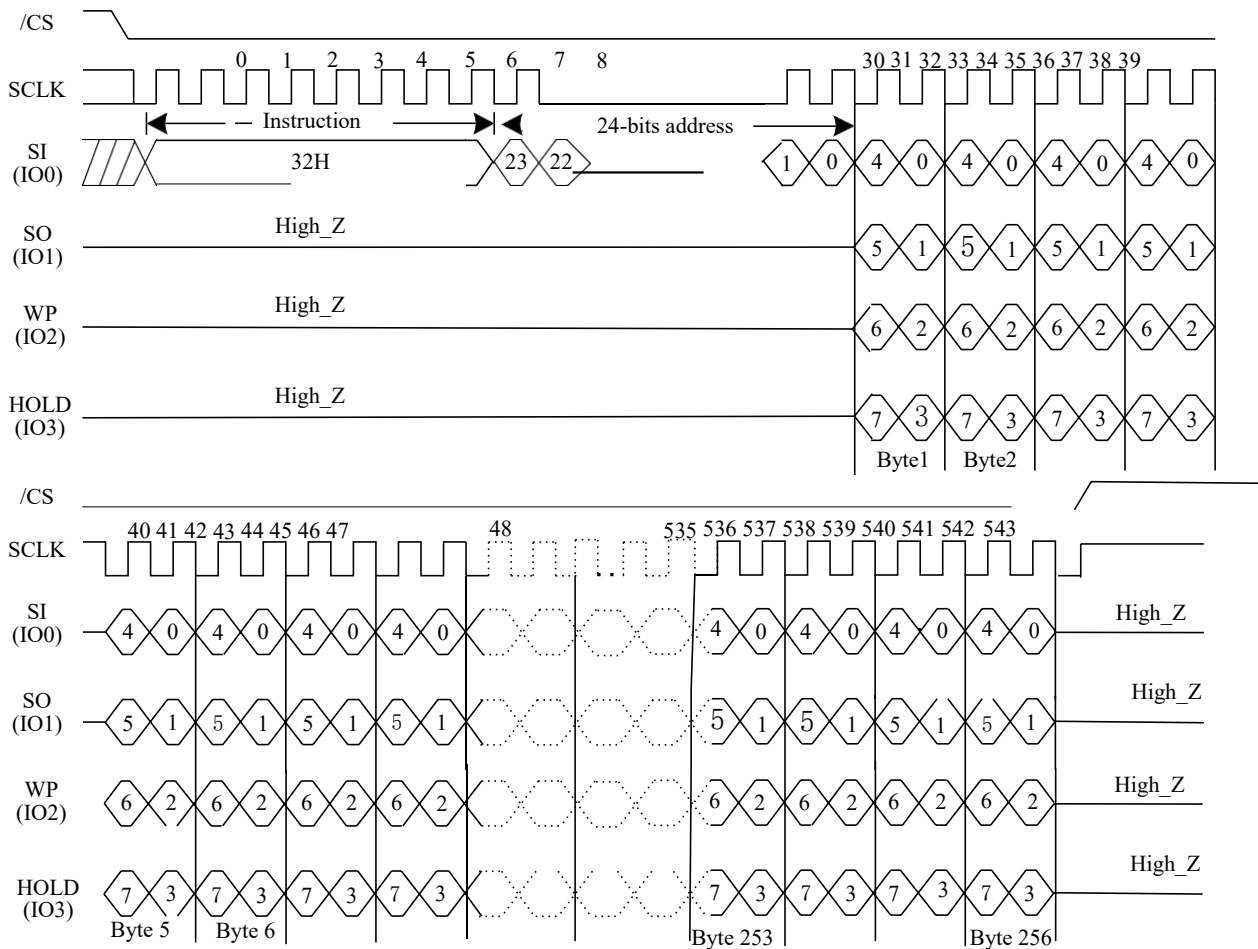 /CS
0 1 2 3 4 5 6 7 8 30 31 32 33 34 35 36 37 38 39
SCLK
Instruction 24-bits address
SI
(IO0)
32H 23 22 1 0 4 0 4 0 4 0 4 0
High_Z
SO
(IO1)
5 1 5 1 5 1 5 1
High_Z
WP
(IO2)
6 2 6 2 6 2 6 2
High_Z
HOLD
(IO3)
7 3 7 3 7 3 7 3
Byte1 Byte2
/CS
40 41 42 43 44 45 46 47 48 535 536 537 538 539 540 541 542 543
SCLK
SI
(IO0)
4 0 4 0 4 0 4 0 4 0 4 0 4 0 4 0 High_Z
SO
(IO1)
5 1 5 1 5 1 5 1 5 1 5 1 5 1 5 1 High_Z
WP
(IO2)
6 2 6 2 6 2 6 2 6 2 6 2 6 2 6 2 High_Z
HOLD
(IO3)
7 3 7 3 7 3 7 3 7 3 7 3 7 3 7 3 High_Z
Byte 5 Byte 6 Byte 253 Byte 256